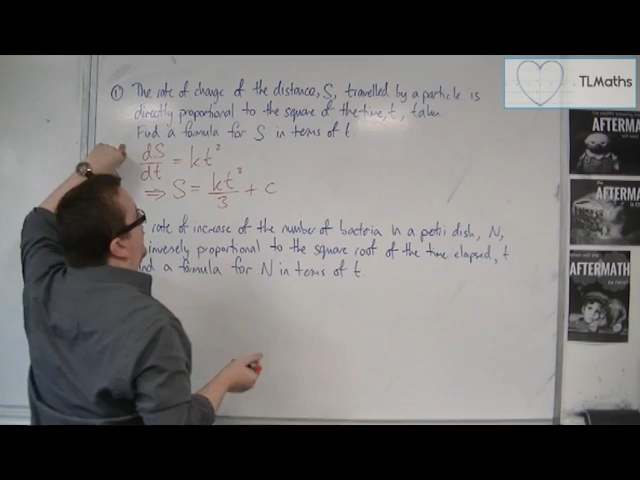 TLMaths
① The rate of change of the distance, S, travelled by a particle is
directly proportional to the square of the time, t, taken
Find a formula for S in terms of t.
dS/dt = kt²
⇒ S = kt³/3 + c
rate of increase of the number of bacteria in a petri dish, N,
inversely proportional to the square root of the time elapsed, t
a formula for N in terms of t.
AFTERMATH
AFTERMATH
AFTERMATH